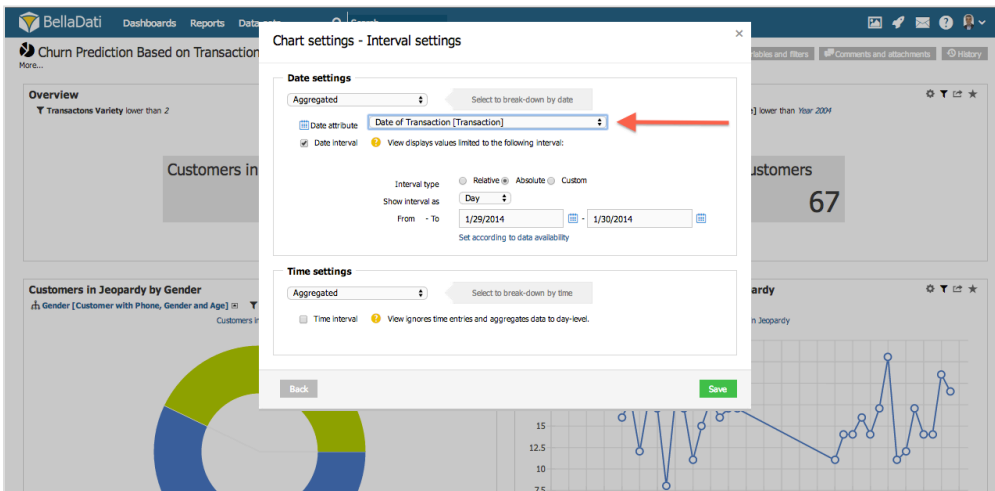 BellaDati Dashboards Reports Data
Churn Prediction Based on Transaction
More...
Comments and attachments History
Chart settings - Interval settings
×
Date settings
Aggregated Select to break-down by date
Date attribute Date of Transaction [Transaction]
Date interval View displays values limited to the following interval:
Interval type Relative Absolute Custom
Show interval as Day
From - To 1/29/2014 - 1/30/2014
Set according to data availability
Time settings
Aggregated Select to break-down by time
Time interval View ignores time entries and aggregates data to day-level.
Back Save
Overview
Transactons Variety lower than 2
lower than Year 2004
Customers in
67
Customers in Jeopardy by Gender
Gender [Customer with Phone, Gender and Age]
Customers in
Jeopardy
15
12.5
10
7.5